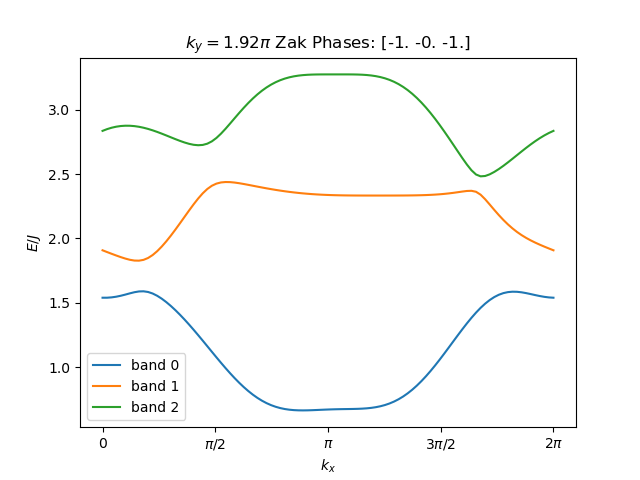 k_y = 1.92π Zak Phases: [-1. -0. -1.]
3.0
2.5
2.0
1.5
1.0
E/J
band 0
band 1
band 2
0 π/2 π 3π/2 2π
k_x